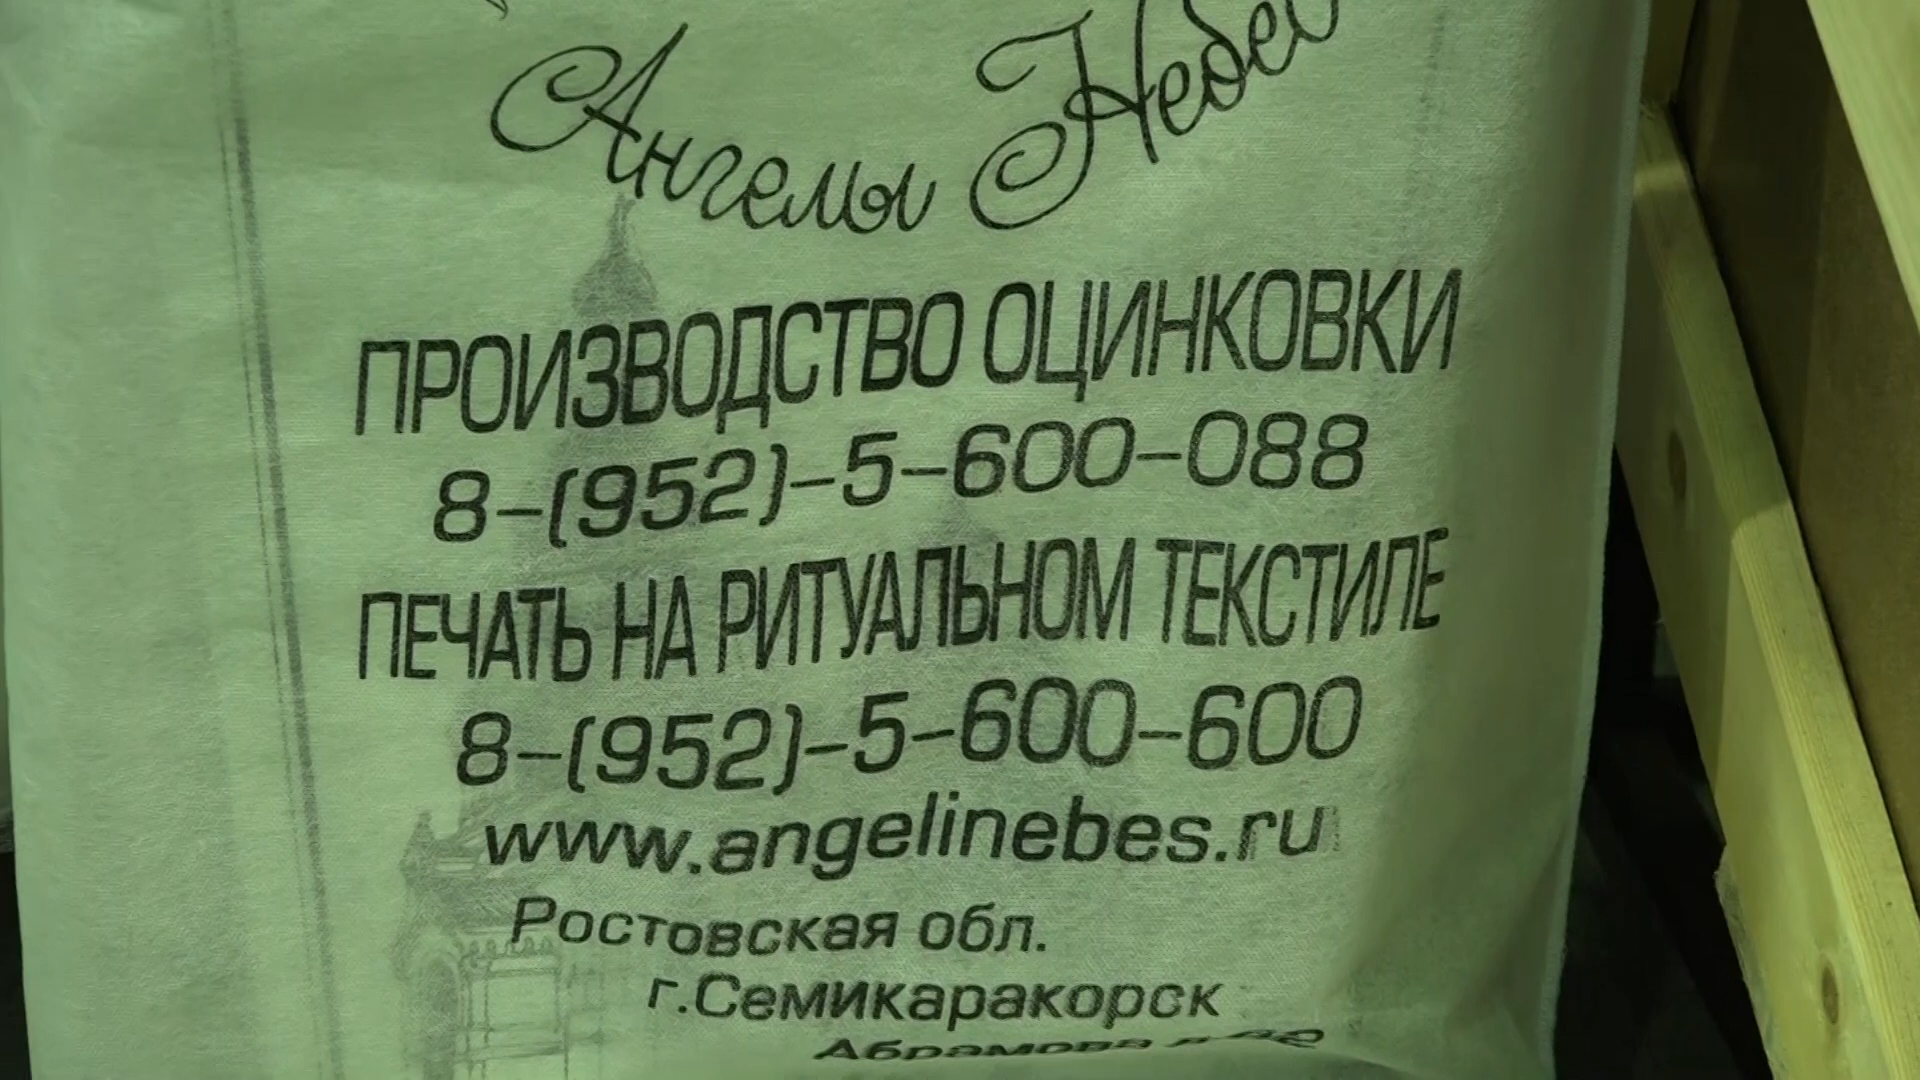 Ангелы Небес
ПРОИЗВОДСТВО ОЦИНКОВКИ
8-(952)-5-600-088
ПЕЧАТЬ НА РИТУАЛЬНОМ ТЕКСТИЛЕ
8-(952)-5-600-600
www.angelinebes.ru
Ростовская обл.
г.Семикаракорск
Абрамова